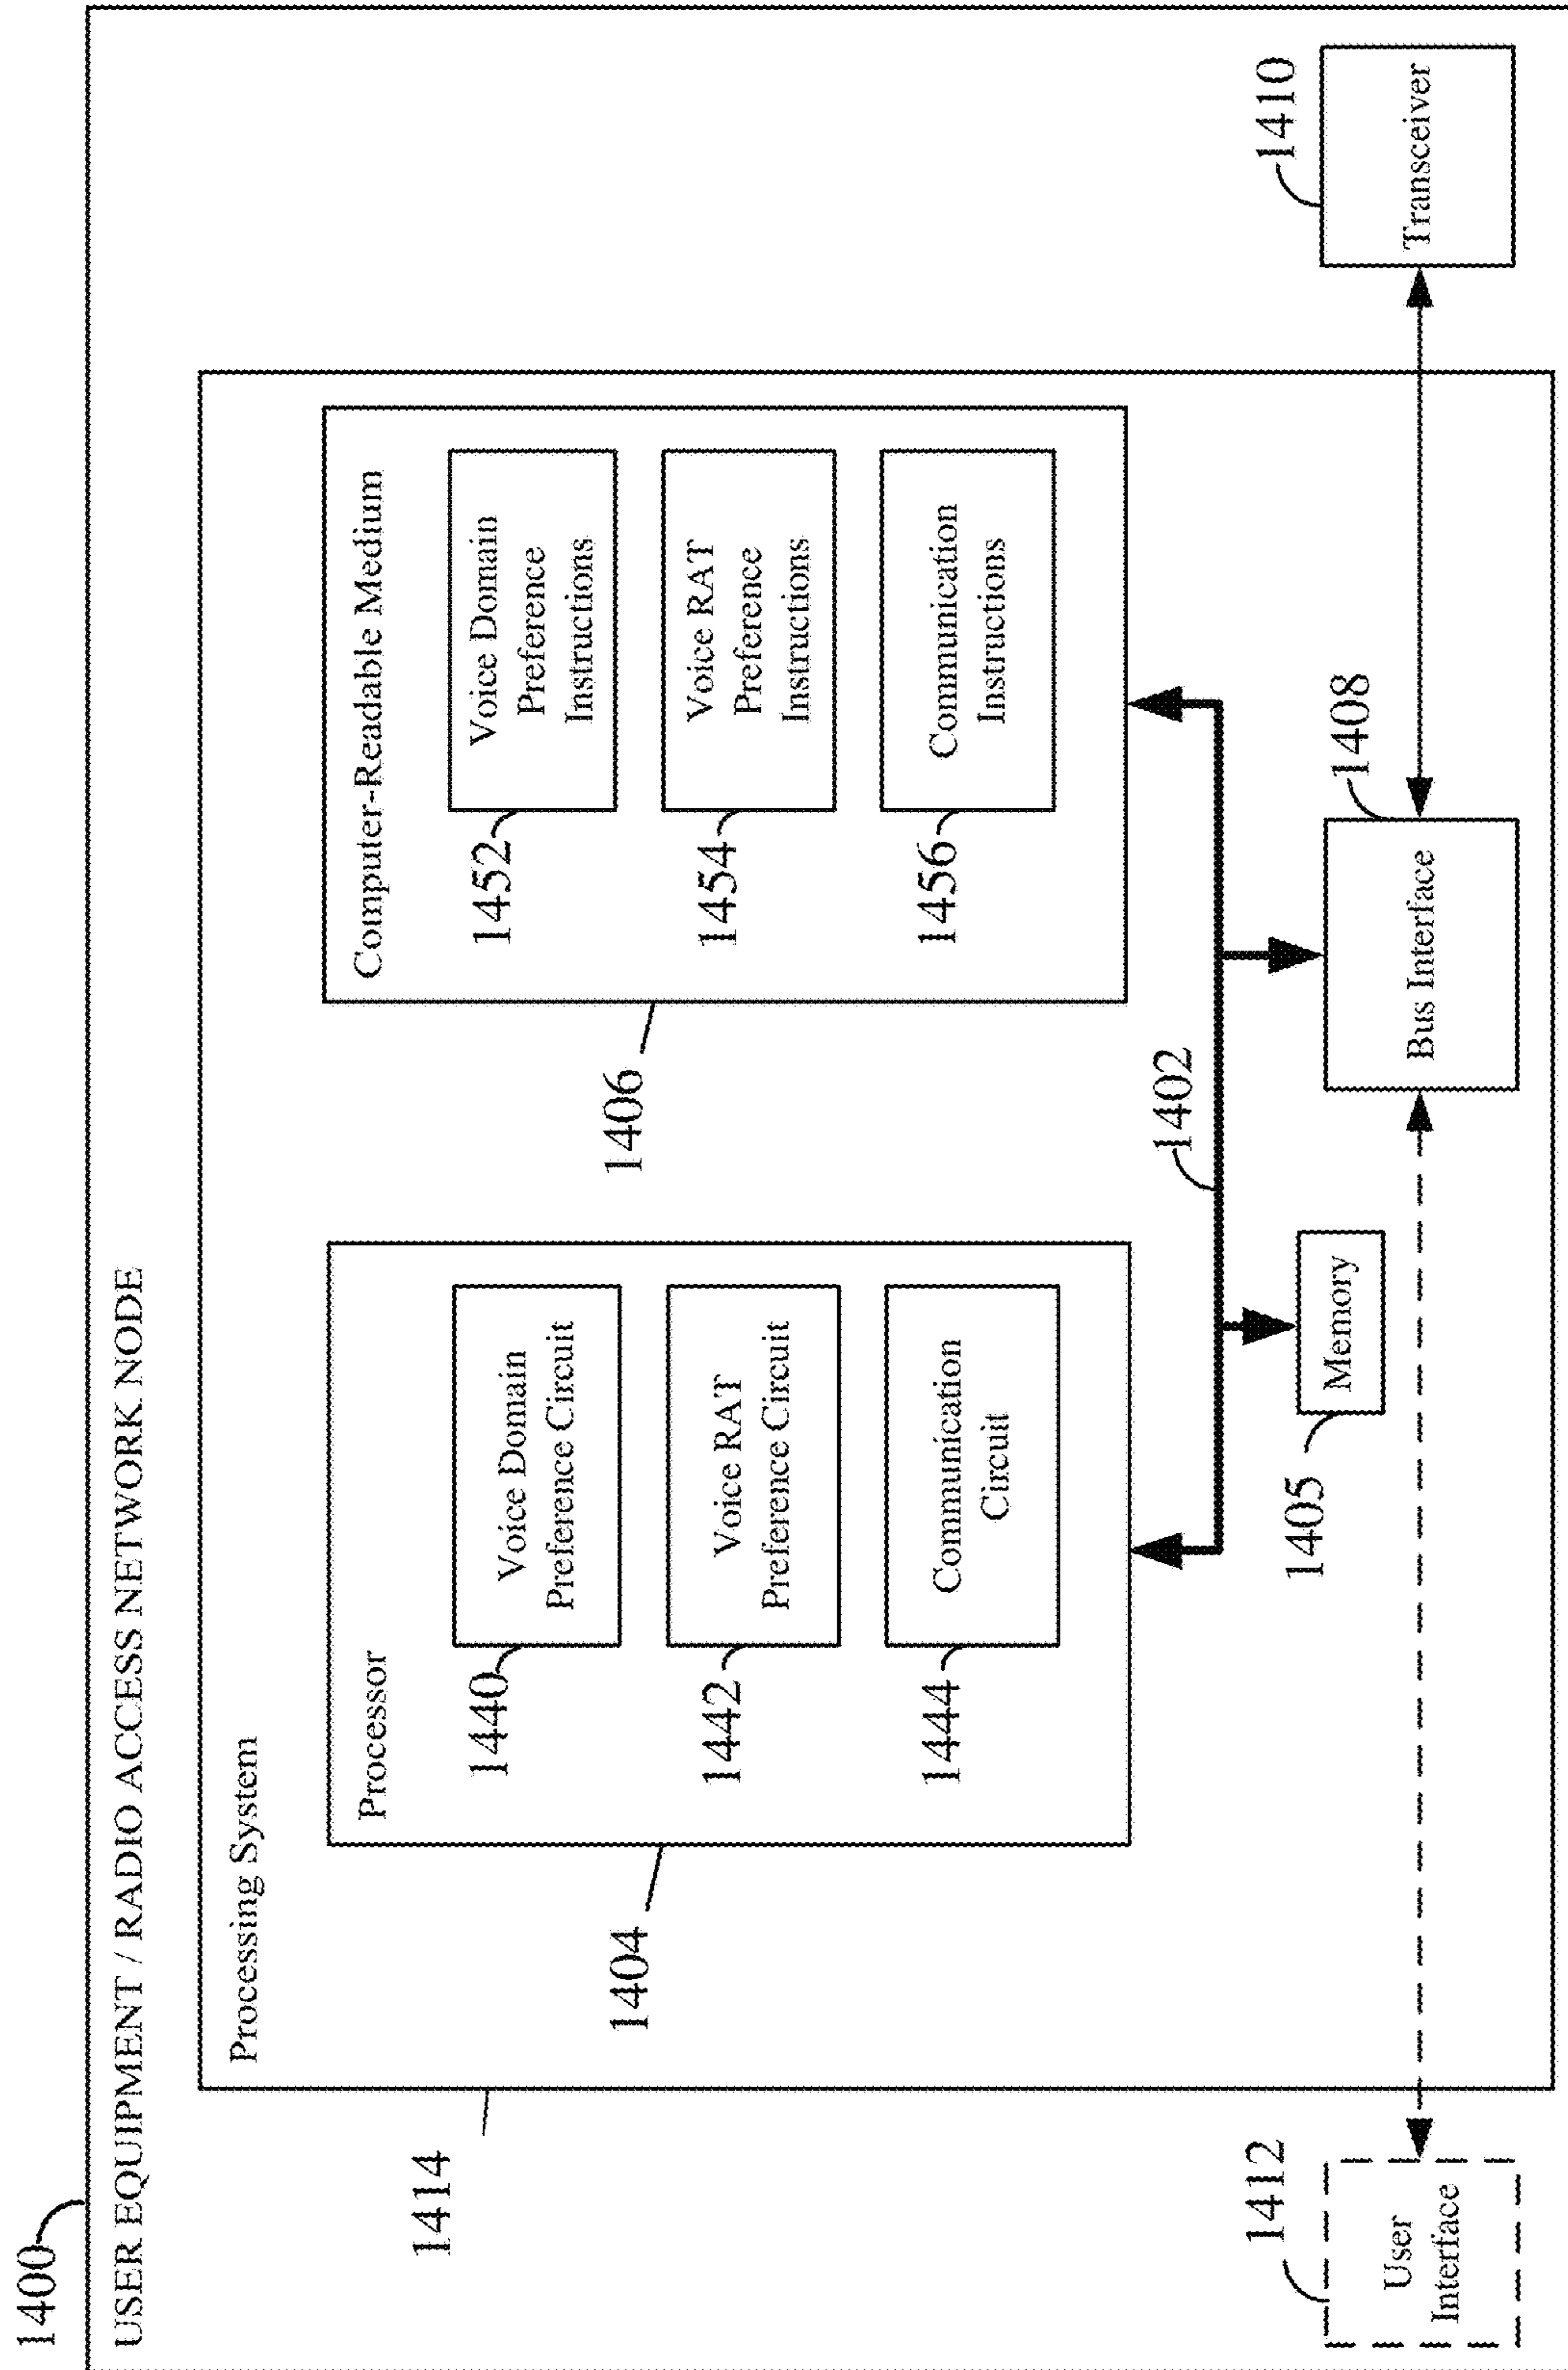 1400
USER EQUIPMENT / RADIO ACCESS NETWORK NODE
1414
Processing System
1404
Processor
1440
Voice Domain
Preference Circuit
1442
Voice RAT
Preference Circuit
1444
Communication
Circuit
1406
Computer-Readable Medium
1452
Voice Domain
Preference
Instructions
1454
Voice RAT
Preference
Instructions
1456
Communication
Instructions
1402
1405
Memory
1408
Bus Interface
1412
User
Interface
1410
Transceiver